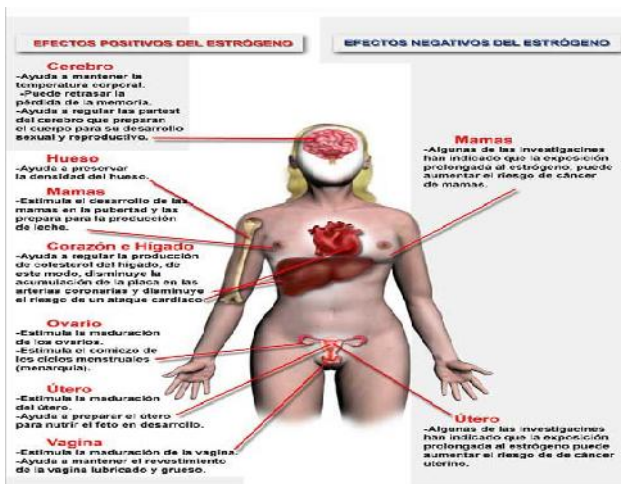 EFECTOS POSITIVOS DEL ESTRÓGENO
Cerebro
-Ayuda a mantener la
temperatura corporal.
-Puede retrasar la
pérdida de la memoria.
-Ayuda a regular las partest
del cerebro que preparan
el cuerpo para su desarrollo
sexual y reproductivo.
Hueso
-Ayuda a preservar
la densidad del hueso.
Mamas
-Estimula el desarrollo de las
mamas en la pubertad y las
prepara para la producción
de leche.
Corazón e Hígado
-Ayuda a regular la producción
de colesterol del hígado, de
este modo, disminuye la
acumulación de la placa en las
arterias coronarias y disminuye
el riesgo de un ataque cardíaco
Ovario
-Estimula la maduración
de los ovarios.
-Estimula el comiezo de
los ciclos menstruales
(menarquia).
Útero
-Estimula la maduración
del útero.
-Ayuda a preparar el útero
para nutrir el feto en desarrollo.
Vagina
-Estimula la maduración de la vagina.
-Ayuda a mantener el revestimiento
de la vagina lubricado y grueso.
EFECTOS NEGATIVOS DEL ESTRÓGENO
Mamas
-Algunas de las investigacines
han indicado que la exposición
prolongada al estrógeno, puede
aumentar el riesgo de cáncer
de mamas.
Útero
-Algunas de las investigacines
han indicado que la exposición
prolongada al estrógeno puede
aumentar el riesgo de de cáncer
uterino.